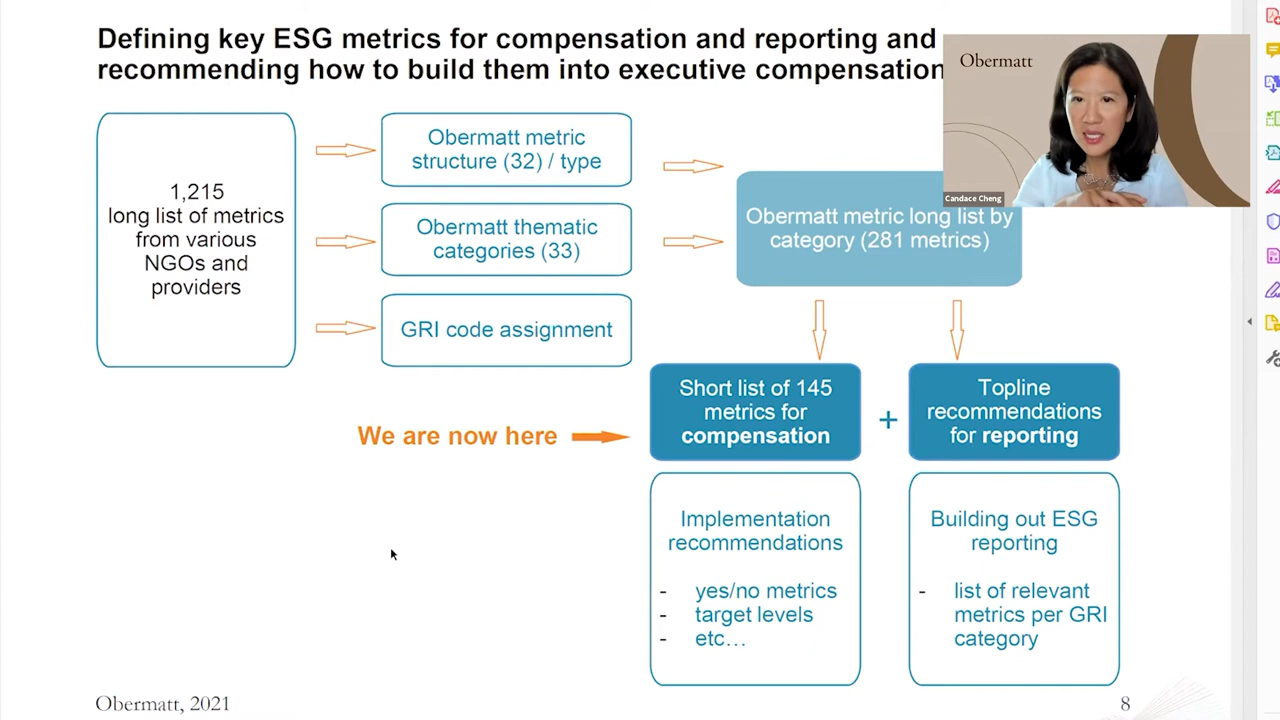 Defining key ESG metrics for compensation and reporting and
recommending how to build them into executive compensation
Obermatt
Candace Cheng
1,215
long list of metrics
from various
NGOs and
providers
Obermatt metric
structure (32) / type
Obermatt thematic
categories (33)
GRI code assignment
Obermatt metric long list by
category (281 metrics)
We are now here
Short list of 145
metrics for
compensation
+
Topline
recommendations
for reporting
Implementation
recommendations
- yes/no metrics
- target levels
- etc…
Building out ESG
reporting
- list of relevant
metrics per GRI
category
Obermatt, 2021
8